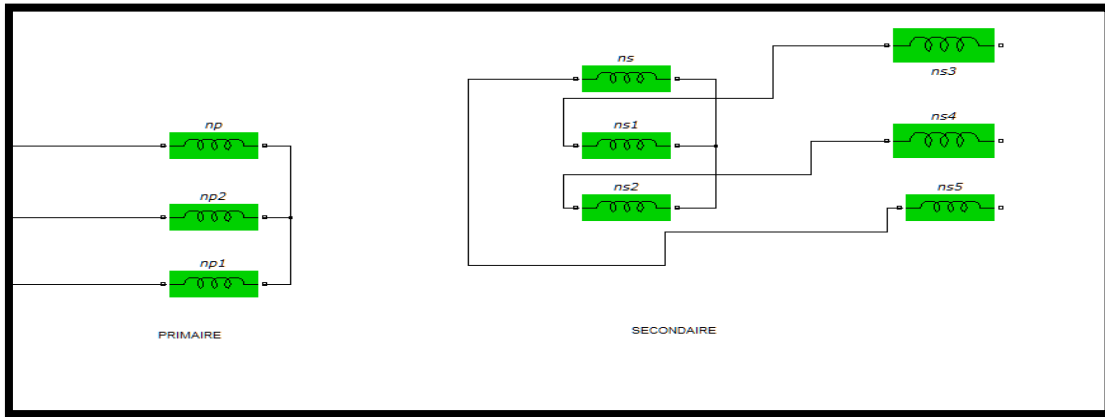 np
np2
np1
PRIMAIRE
ns
ns1
ns2
SECONDAIRE
ns3
ns4
ns5